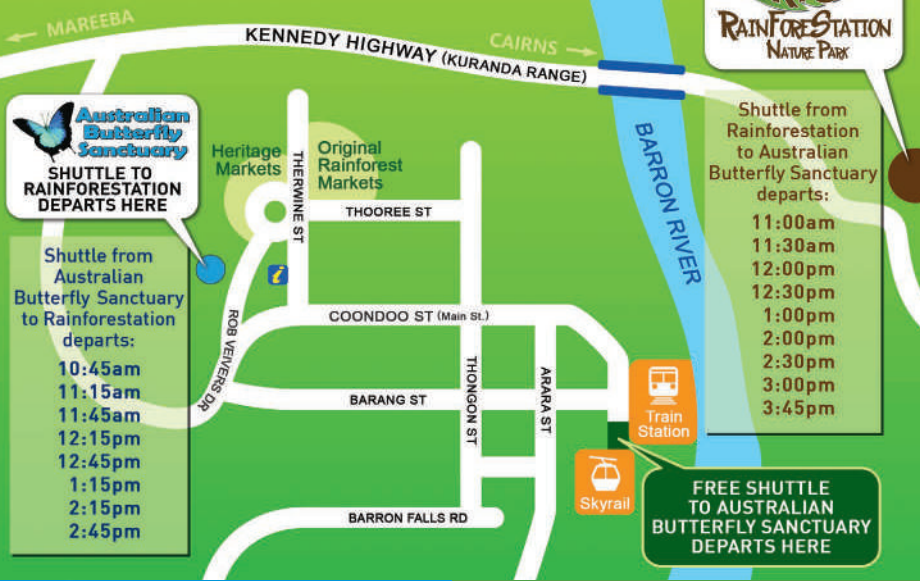 MAREEBA
KENNEDY HIGHWAY (KURANDA RANGE)
CAIRNS
RAINFORESTATION
NATURE PARK
Australian
Butterfly
Sanctuary
SHUTTLE TO
RAINFORESTATION
DEPARTS HERE
Heritage
Markets
THERWINE ST
Original
Rainforest
Markets
THOOREE ST
BARRON RIVER
Shuttle from
Rainforestation
to Australian
Butterfly Sanctuary
departs:
11:00am
11:30am
12:00pm
12:30pm
1:00pm
2:00pm
2:30pm
3:00pm
3:45pm
Shuttle from
Australian
Butterfly Sanctuary
to Rainforestation
departs:
10:45am
11:15am
11:45am
12:15pm
12:45pm
1:15pm
2:15pm
2:45pm
i
ROB VEIVERS DR
COONDOO ST (Main St.)
THONGON ST
ARARA ST
BARANG ST
Train
Station
Skyrail
BARRON FALLS RD
FREE SHUTTLE
TO AUSTRALIAN
BUTTERFLY SANCTUARY
DEPARTS HERE